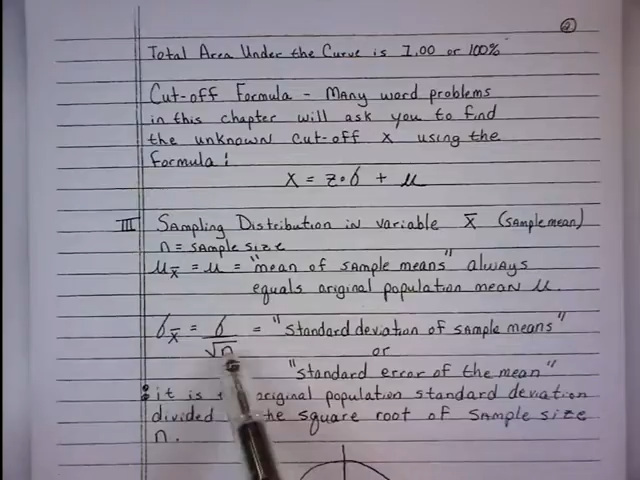 ②
Total Area Under the Curve is 1.00 or 100%
Cut-off Formula - Many word problems
in this chapter will ask you to find
the unknown cut-off x using the
formula:
x = z•σ + μ
III Sampling Distribution in variable x̄ (sample mean)
n = sample size
μx̄ = μ = "mean of sample means" always
equals original population mean μ.
σx̄ = σ/√n = "standard deviation of sample means"
or
"standard error of the mean"
it is original population standard deviation
divided the square root of sample size
n.